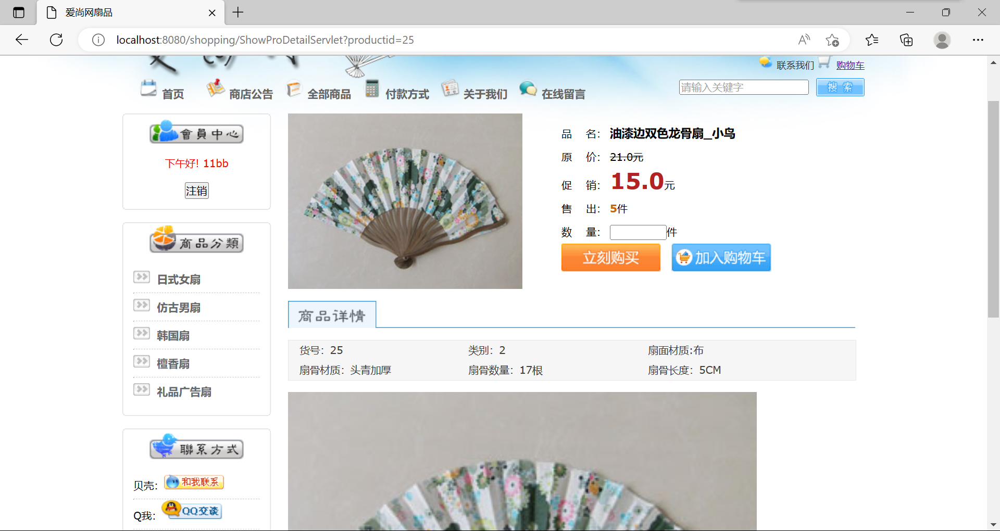 爱尚网扇品
localhost:8080/shopping/ShowProDetailServlet?productid=25
联系我们 购物车
首页 商店公告 全部商品 付款方式 关于我们 在线留言 请输入关键字 搜 索
會員中心
下午好! 11bb
注销
商品分類
日式女扇
仿古男扇
韩国扇
檀香扇
礼品广告扇
聯系方式
贝壳: 和我联系
Q我: QQ交谈
品 名: 油漆边双色龙骨扇_小鸟
原 价: 21.0元
促 销: 15.0元
售 出: 5件
数 量: 件
立刻购买 加入购物车
商品详情
货号: 25 类别: 2 扇面材质:布
扇骨材质: 头青加厚 扇骨数量: 17根 扇骨长度: 5CM